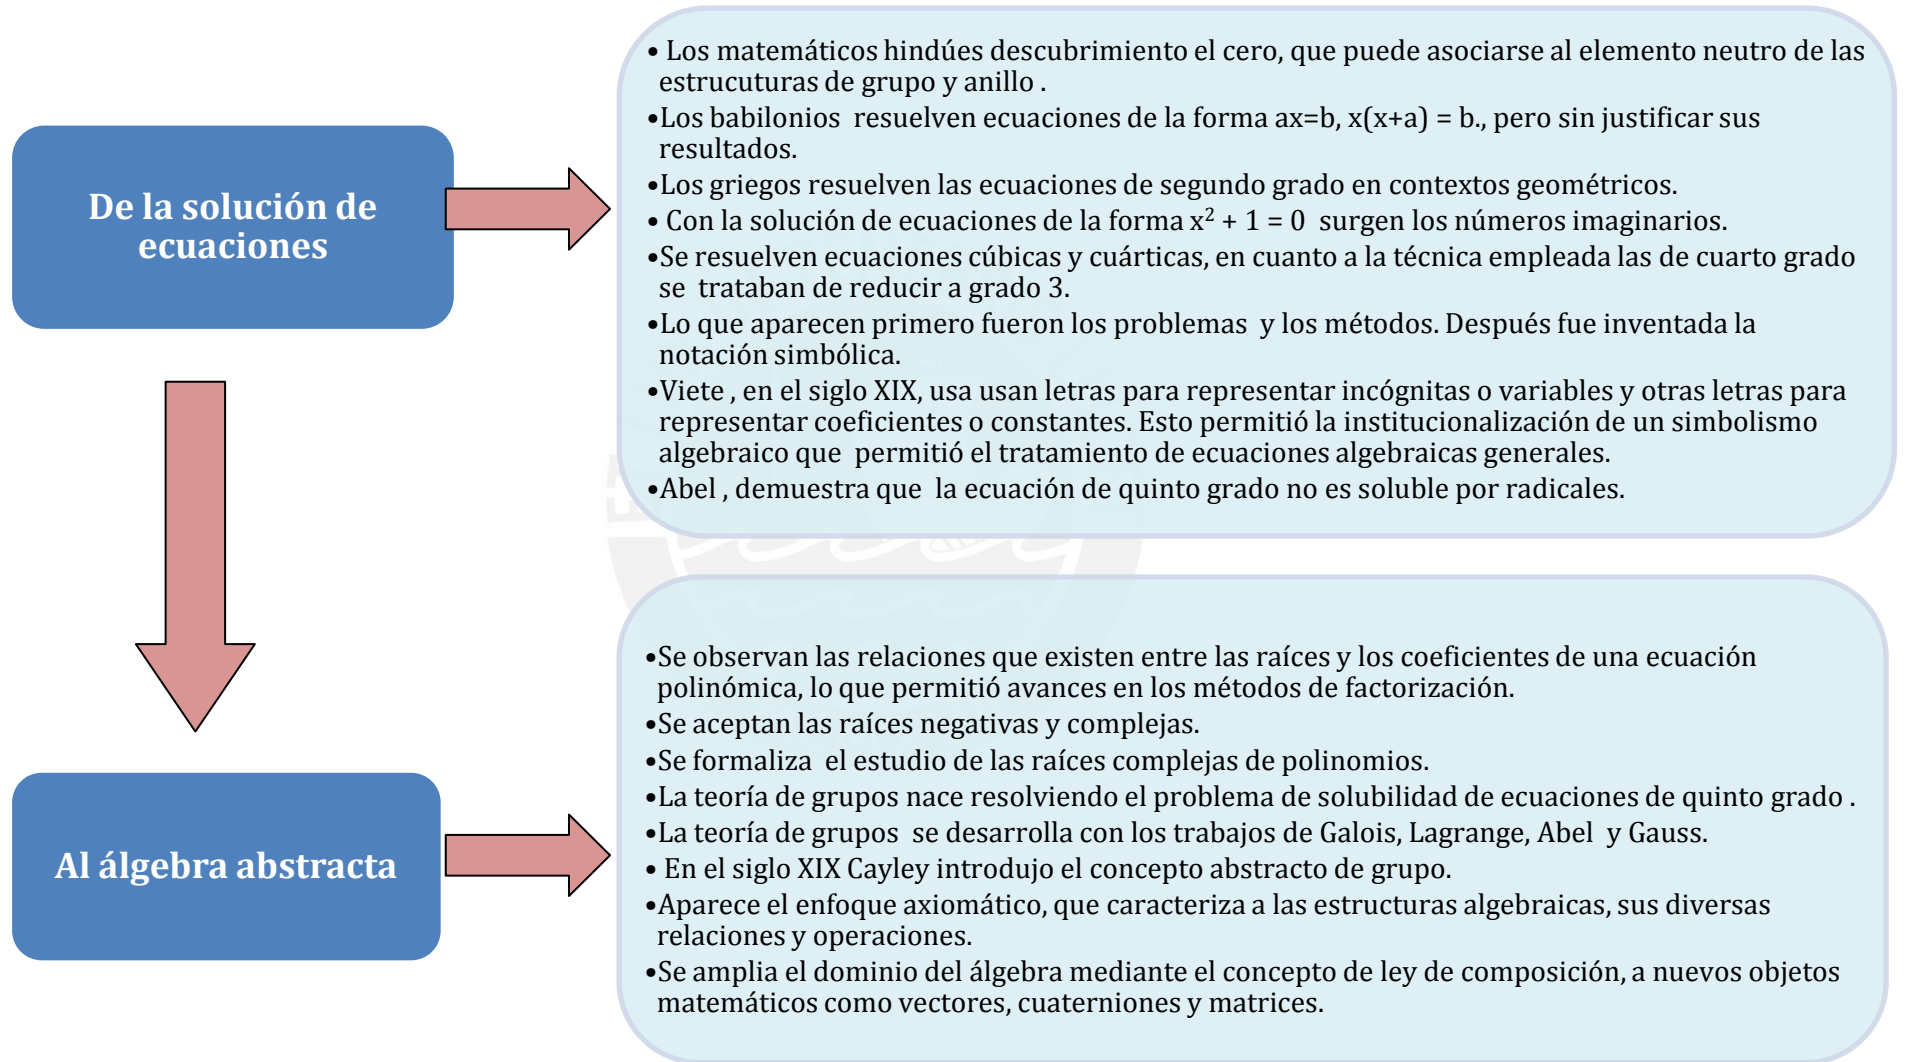 De la solución de
ecuaciones
• Los matemáticos hindúes descubrimiento el cero, que puede asociarse al elemento neutro de las
estrucuturas de grupo y anillo .
•Los babilonios resuelven ecuaciones de la forma ax=b, x(x+a) = b., pero sin justificar sus
resultados.
•Los griegos resuelven las ecuaciones de segundo grado en contextos geométricos.
• Con la solución de ecuaciones de la forma x² + 1 = 0 surgen los números imaginarios.
•Se resuelven ecuaciones cúbicas y cuárticas, en cuanto a la técnica empleada las de cuarto grado
se trataban de reducir a grado 3.
•Lo que aparecen primero fueron los problemas y los métodos. Después fue inventada la
notación simbólica.
•Viete , en el siglo XIX, usa usan letras para representar incógnitas o variables y otras letras para
representar coeficientes o constantes. Esto permitió la institucionalización de un simbolismo
algebraico que permitió el tratamiento de ecuaciones algebraicas generales.
•Abel , demuestra que la ecuación de quinto grado no es soluble por radicales.
Al álgebra abstracta
•Se observan las relaciones que existen entre las raíces y los coeficientes de una ecuación
polinómica, lo que permitió avances en los métodos de factorización.
•Se aceptan las raíces negativas y complejas.
•Se formaliza el estudio de las raíces complejas de polinomios.
•La teoría de grupos nace resolviendo el problema de solubilidad de ecuaciones de quinto grado .
•La teoría de grupos se desarrolla con los trabajos de Galois, Lagrange, Abel y Gauss.
• En el siglo XIX Cayley introdujo el concepto abstracto de grupo.
•Aparece el enfoque axiomático, que caracteriza a las estructuras algebraicas, sus diversas
relaciones y operaciones.
•Se amplia el dominio del álgebra mediante el concepto de ley de composición, a nuevos objetos
matemáticos como vectores, cuaterniones y matrices.